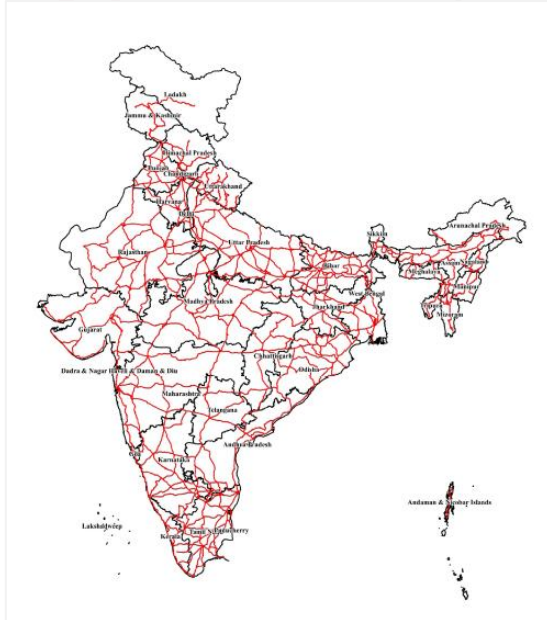 Ladakh
Jammu & Kashmir
Himachal Pradesh
Punjab
Chandigarh
Uttarakhand
Haryana
Delhi
Arunachal Pradesh
Sikkim
Rajasthan
Uttar Pradesh
Assam
Nagaland
Bihar
Meghalaya
Manipur
West Bengal
Madhya Pradesh
Jharkhand
Tripura
Mizoram
Gujarat
Chhattisgarh
Dadra & Nagar Haveli & Daman & Diu
Odisha
Maharashtra
Telangana
Andhra Pradesh
Goa
Karnataka
Andaman & Nicobar Islands
Lakshadweep
Kerala
Tamil N
Puducherry